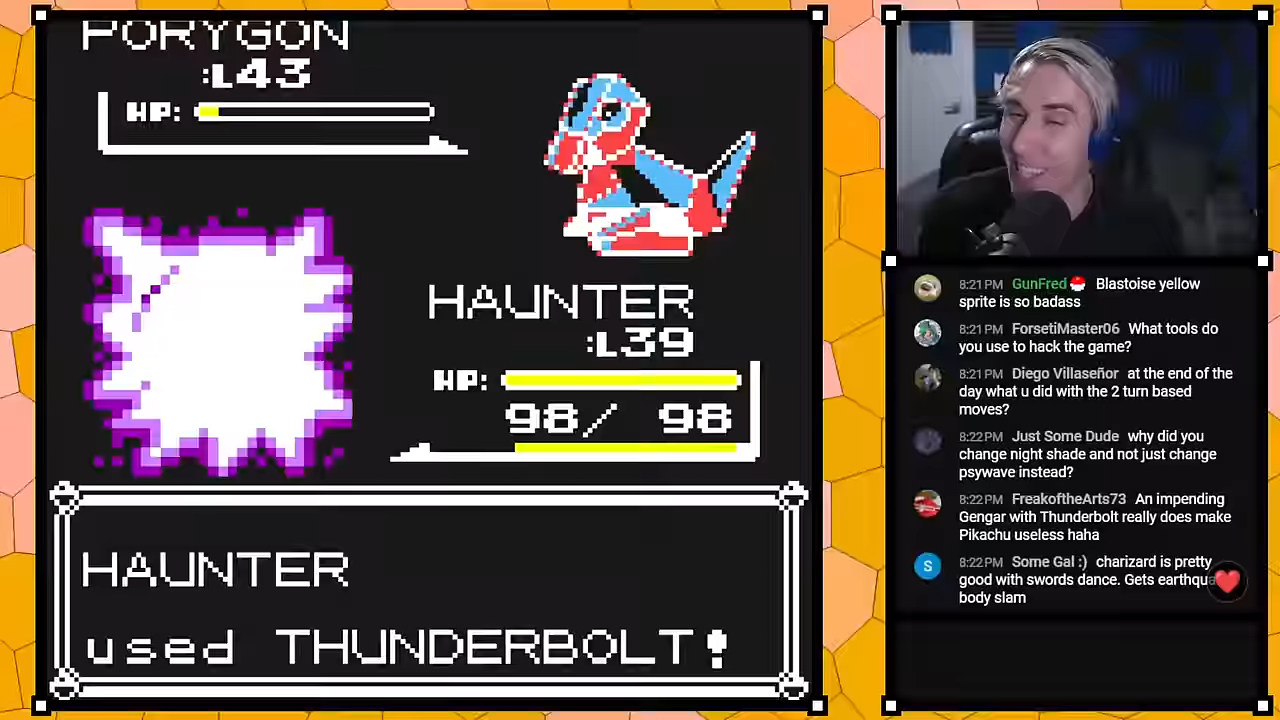 PORYGON
:L43
HP:
HAUNTER
:L39
HP:
98/ 98
HAUNTER
used THUNDERBOLT!
8:21 PM GunFred Blastoise yellow
sprite is so badass
8:21 PM ForsetiMaster06 What tools do
you use to hack the game?
8:21 PM Diego Villaseñor at the end of the
day what u did with the 2 turn based
moves?
8:22 PM Just Some Dude why did you
change night shade and not just change
psywave instead?
8:22 PM FreakoftheArts73 An impending
Gengar with Thunderbolt really does make
Pikachu useless haha
S
8:22 PM Some Gal :) charizard is pretty
good with swords dance. Gets
body slam